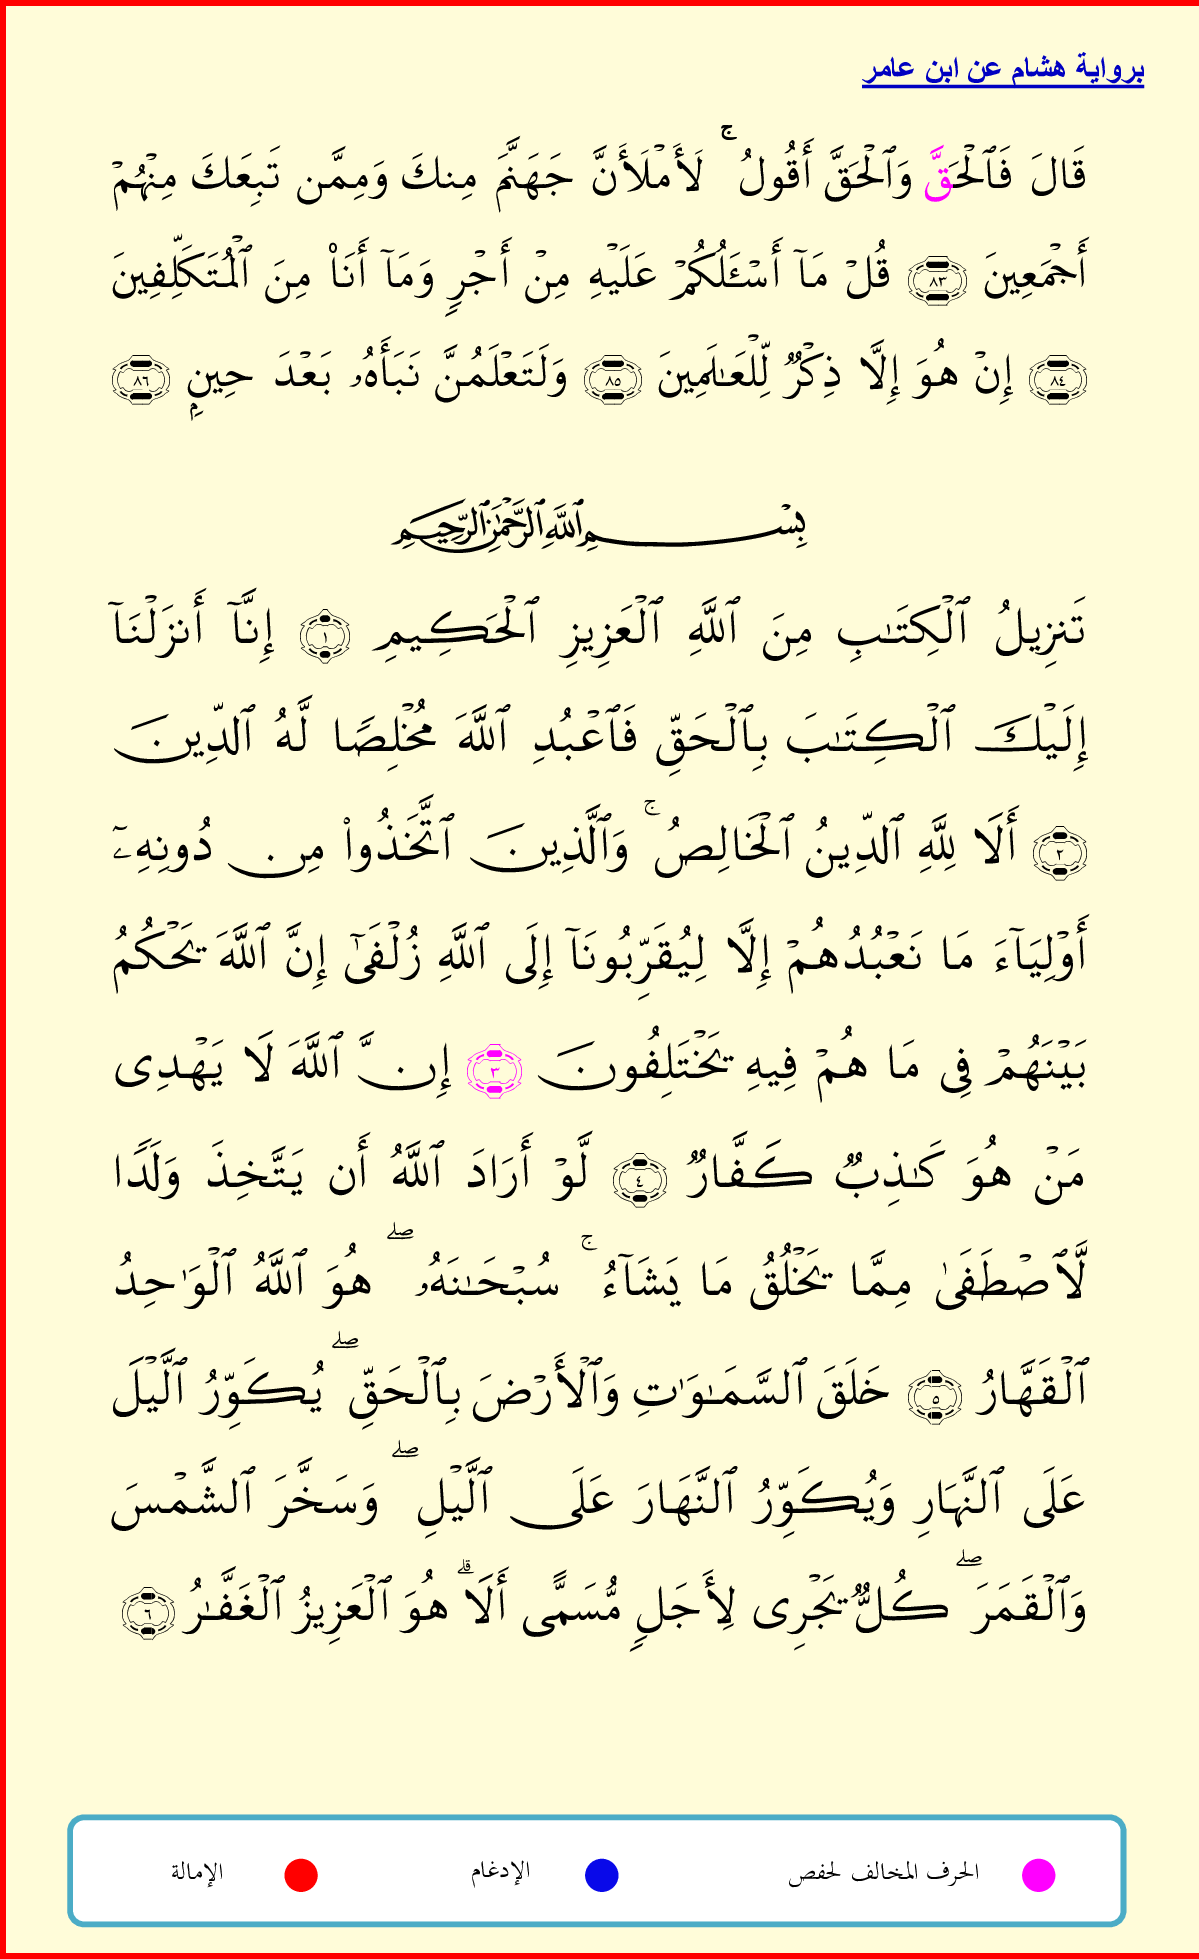 برواية هشام عن ابن عامر
قَالَ فَٱلْحَقَّ وَٱلْحَقَّ أَقُولُ ۚ لَأَمْلَأَنَّ جَهَنَّمَ مِنكَ وَمِمَّن تَبِعَكَ مِنْهُمْ
أَجْمَعِينَ ٨٣ قُلْ مَآ أَسْـَٔلُكُمْ عَلَيْهِ مِنْ أَجْرٍ وَمَآ أَنَا۠ مِنَ ٱلْمُتَكَلِّفِينَ
٨٤ إِنْ هُوَ إِلَّا ذِكْرٌ لِّلْعَـٰلَمِينَ ٨٥ وَلَتَعْلَمُنَّ نَبَأَهُۥ بَعْدَ حِينٍۭ ٨٦
بِسْمِ ٱللَّهِ ٱلرَّحْمَـٰنِ ٱلرَّحِيمِ
تَنزِيلُ ٱلْكِتَـٰبِ مِنَ ٱللَّهِ ٱلْعَزِيزِ ٱلْحَكِيمِ ١ إِنَّآ أَنزَلْنَآ
إِلَيْكَ ٱلْكِتَـٰبَ بِٱلْحَقِّ فَٱعْبُدِ ٱللَّهَ مُخْلِصًا لَّهُ ٱلدِّينَ
٢ أَلَا لِلَّهِ ٱلدِّينُ ٱلْخَالِصُ ۚ وَٱلَّذِينَ ٱتَّخَذُوا۟ مِن دُونِهِۦٓ
أَوْلِيَآءَ مَا نَعْبُدُهُمْ إِلَّا لِيُقَرِّبُونَآ إِلَى ٱللَّهِ زُلْفَىٰٓ إِنَّ ٱللَّهَ يَحْكُمُ
بَيْنَهُمْ فِى مَا هُمْ فِيهِ يَخْتَلِفُونَ ٣ إِنَّ ٱللَّهَ لَا يَهْدِى
مَنْ هُوَ كَـٰذِبٌ كَفَّارٌ ٤ لَّوْ أَرَادَ ٱللَّهُ أَن يَتَّخِذَ وَلَدًا
لَّٱصْطَفَىٰ مِمَّا يَخْلُقُ مَا يَشَآءُ ۚ سُبْحَـٰنَهُۥ ۖ هُوَ ٱللَّهُ ٱلْوَٰحِدُ
ٱلْقَهَّارُ ٥ خَلَقَ ٱلسَّمَـٰوَٰتِ وَٱلْأَرْضَ بِٱلْحَقِّ ۖ يُكَوِّرُ ٱلَّيْلَ
عَلَى ٱلنَّهَارِ وَيُكَوِّرُ ٱلنَّهَارَ عَلَى ٱلَّيْلِ ۖ وَسَخَّرَ ٱلشَّمْسَ
وَٱلْقَمَرَ ۖ كُلٌّ يَجْرِى لِأَجَلٍ مُّسَمًّى أَلَا ۗ هُوَ ٱلْعَزِيزُ ٱلْغَفَّـٰرُ ٦
الحرف المخالف لحفص الإدغام الإمالة